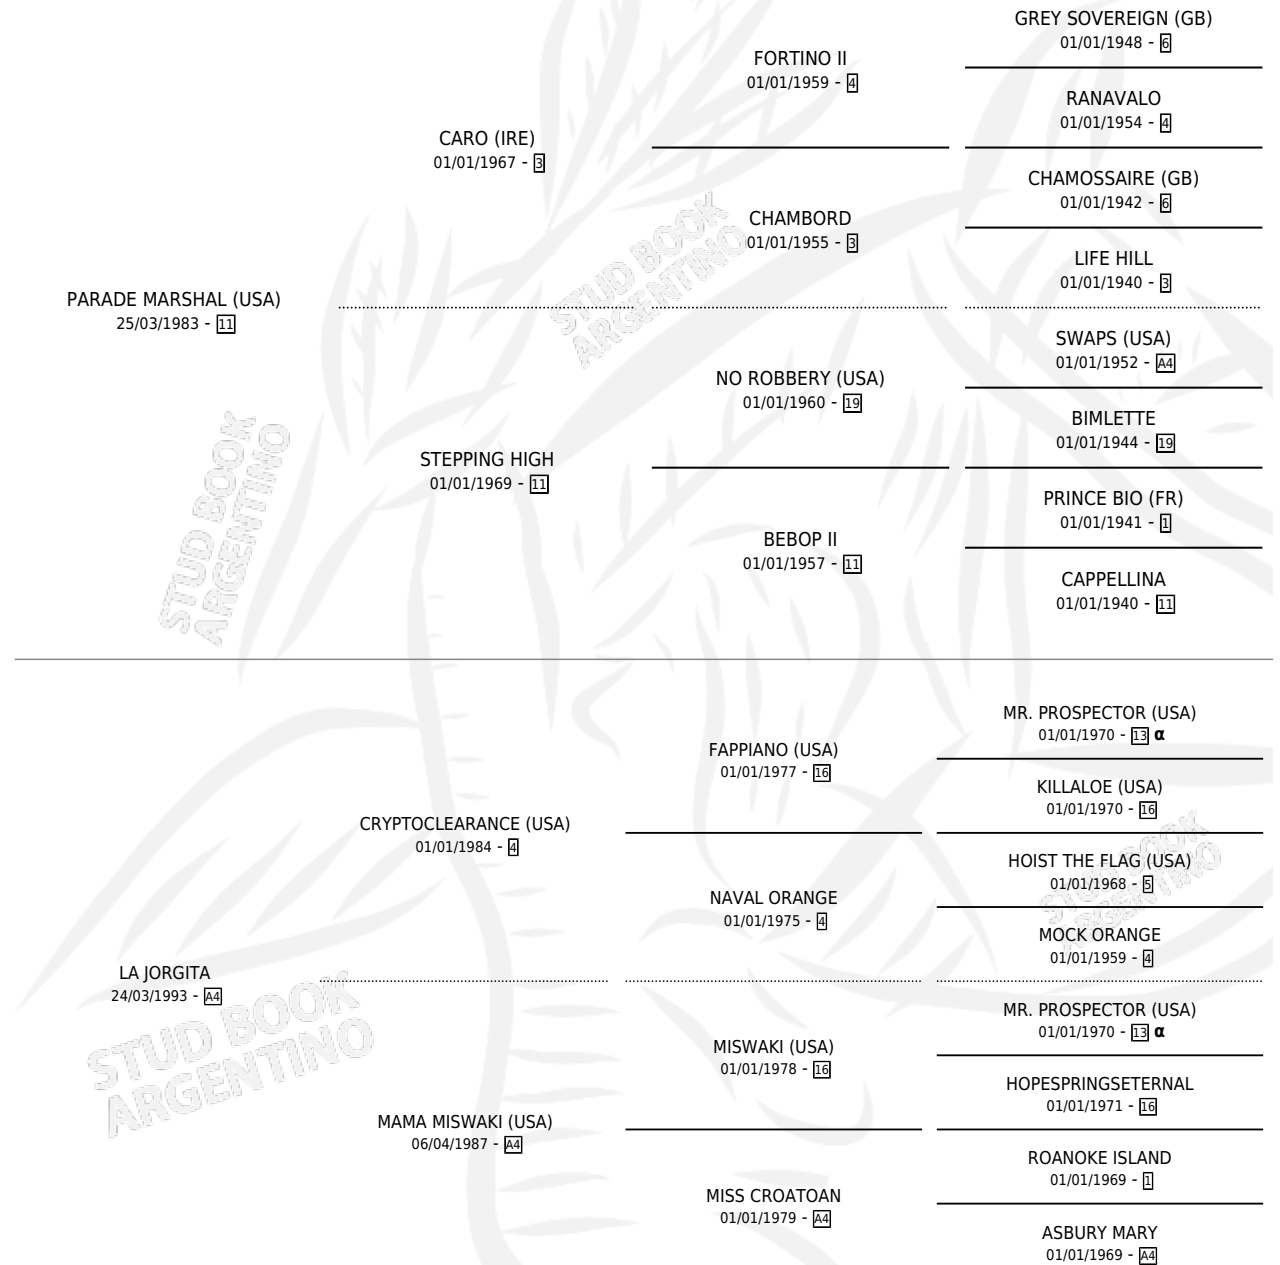 GREY SOVEREIGN (GB)
01/01/1948 - 6
FORTINO II
01/01/1959 - 4
RANAVALO
01/01/1954 - 4
CARO (IRE)
01/01/1967 - 3
CHAMOSSAIRE (GB)
01/01/1942 - 6
CHAMBORD
01/01/1955 - 3
LIFE HILL
01/01/1940 - 3
PARADE MARSHAL (USA)
25/03/1983 - 11
SWAPS (USA)
01/01/1952 - A4
NO ROBBERY (USA)
01/01/1960 - 19
BIMLETTE
01/01/1944 - 19
STEPPING HIGH
01/01/1969 - 11
PRINCE BIO (FR)
01/01/1941 - 1
BEBOP II
01/01/1957 - 11
CAPPELLINA
01/01/1940 - 11
MR. PROSPECTOR (USA)
01/01/1970 - 13 α
FAPPIANO (USA)
01/01/1977 - 16
KILLALOE (USA)
01/01/1970 - 16
CRYPTOCLEARANCE (USA)
01/01/1984 - 4
HOIST THE FLAG (USA)
01/01/1968 - 5
NAVAL ORANGE
01/01/1975 - 4
MOCK ORANGE
01/01/1959 - 4
LA JORGITA
24/03/1993 - A4
MR. PROSPECTOR (USA)
01/01/1970 - 13 α
MISWAKI (USA)
01/01/1978 - 16
HOPESPRINGSETERNAL
01/01/1971 - 16
MAMA MISWAKI (USA)
06/04/1987 - A4
ROANOKE ISLAND
01/01/1969 - 1
MISS CROATOAN
01/01/1979 - A4
ASBURY MARY
01/01/1969 - A4
STUD BOOK
ARGENTINO
STUD BOOK
ARGENTINO
STUD BOOK
ARGENTINO
STUD BOOK
ARGENTINO